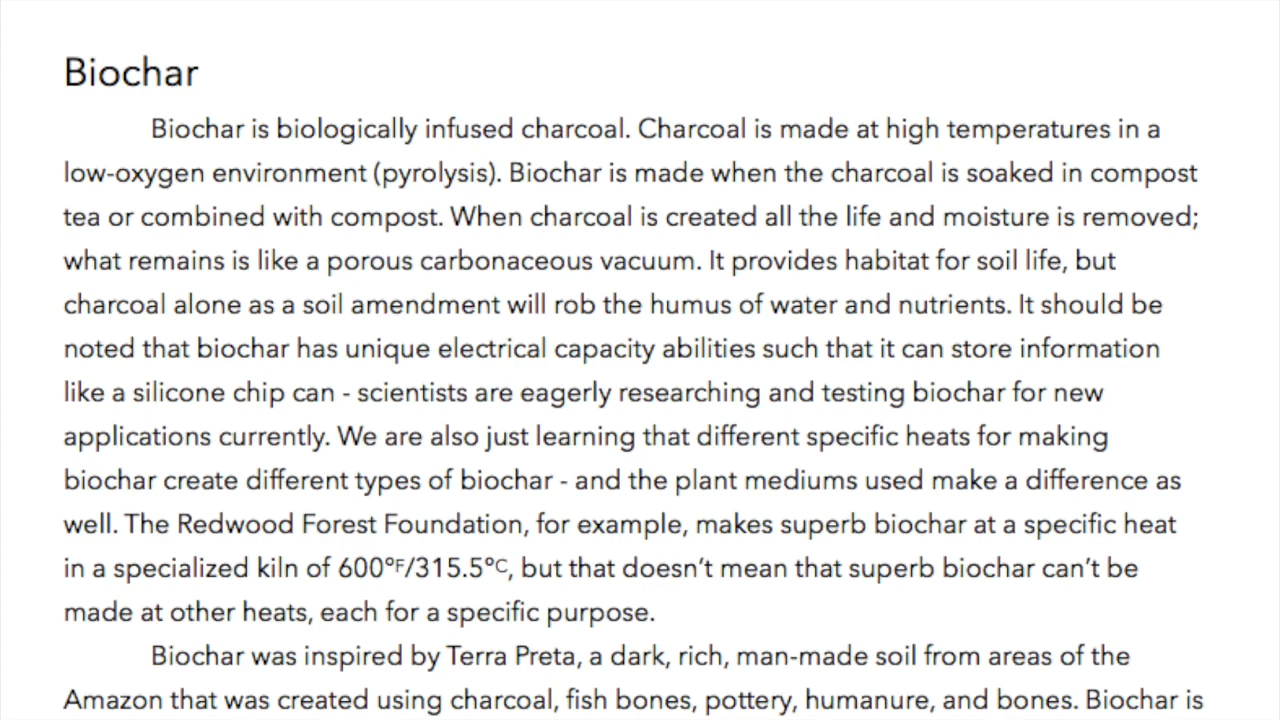 Biochar
Biochar is biologically infused charcoal. Charcoal is made at high temperatures in a
low-oxygen environment (pyrolysis). Biochar is made when the charcoal is soaked in compost
tea or combined with compost. When charcoal is created all the life and moisture is removed;
what remains is like a porous carbonaceous vacuum. It provides habitat for soil life, but
charcoal alone as a soil amendment will rob the humus of water and nutrients. It should be
noted that biochar has unique electrical capacity abilities such that it can store information
like a silicone chip can - scientists are eagerly researching and testing biochar for new
applications currently. We are also just learning that different specific heats for making
biochar create different types of biochar - and the plant mediums used make a difference as
well. The Redwood Forest Foundation, for example, makes superb biochar at a specific heat
in a specialized kiln of 600°F/315.5°C, but that doesn’t mean that superb biochar can’t be
made at other heats, each for a specific purpose.
Biochar was inspired by Terra Preta, a dark, rich, man-made soil from areas of the
Amazon that was created using charcoal, fish bones, pottery, humanure, and bones. Biochar is